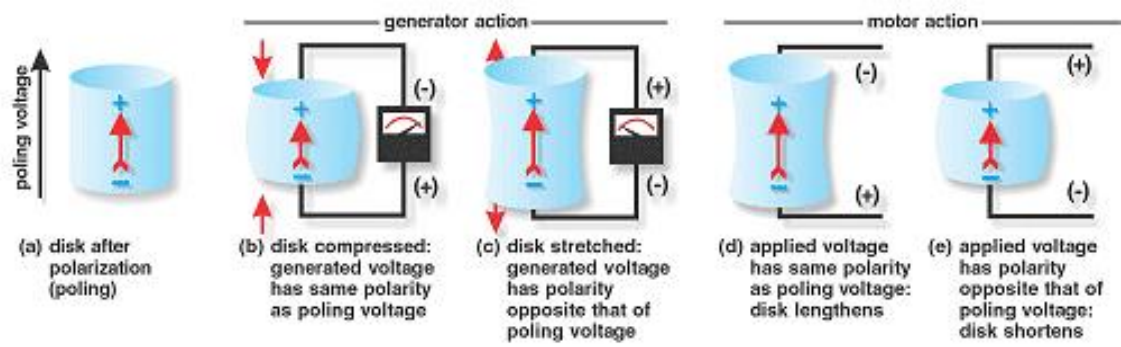 generator action
motor action
poling voltage
+
−
(a) disk after
polarization
(poling)
(-)
+
−
(+)
(b) disk compressed:
generated voltage
has same polarity
as poling voltage
(+)
+
−
(-)
(c) disk stretched:
generated voltage
has polarity
opposite that of
poling voltage
(-)
+
−
(+)
(d) applied voltage
has same polarity
as poling voltage:
disk lengthens
(+)
+
−
(-)
(e) applied voltage
has polarity
opposite that of
poling voltage:
disk shortens